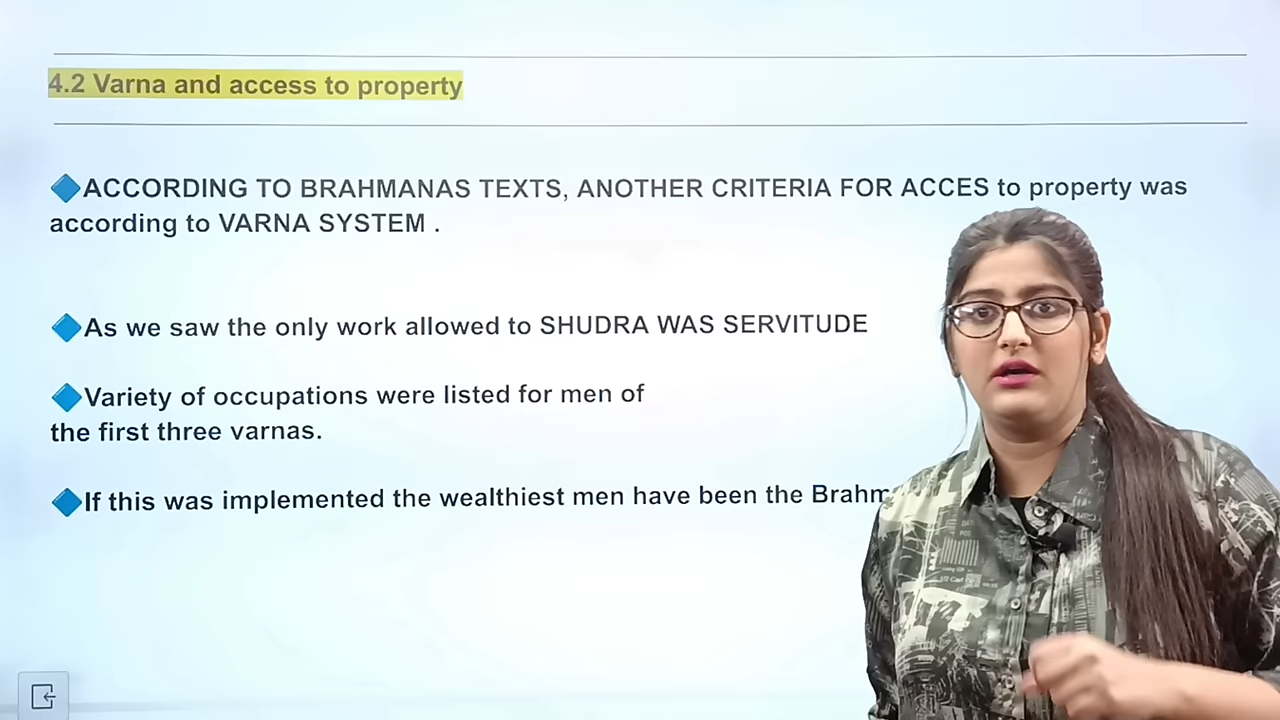 4.2 Varna and access to property
ACCORDING TO BRAHMANAS TEXTS, ANOTHER CRITERIA FOR ACCES to property was
according to VARNA SYSTEM .
As we saw the only work allowed to SHUDRA WAS SERVITUDE
Variety of occupations were listed for men of
the first three varnas.
If this was implemented the wealthiest men have been the Brahm